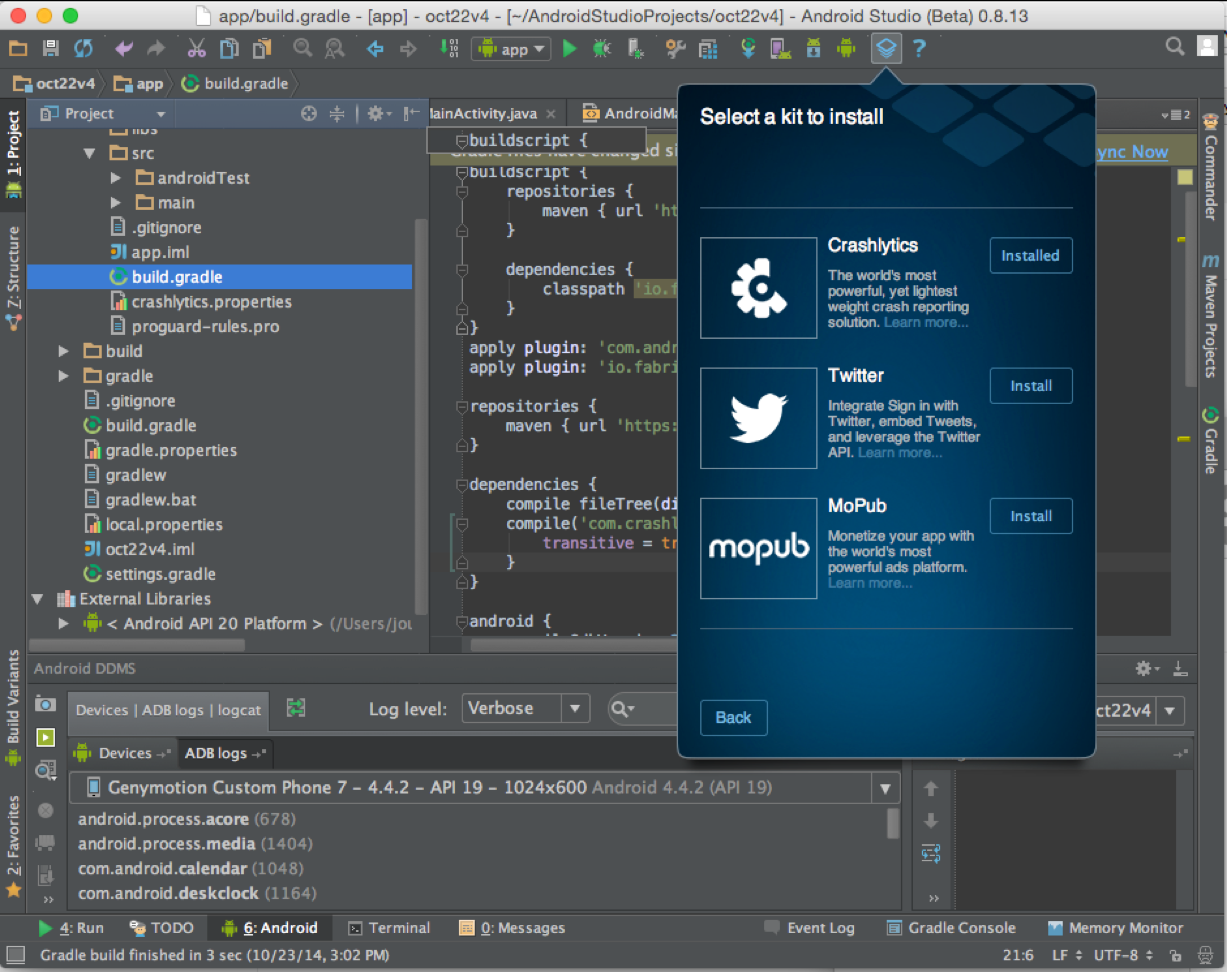 app/build.gradle - [app] - oct22v4 - [~/AndroidStudioProjects/oct22v4] - Android Studio (Beta) 0.8.13
app
oct22v4
app
build.gradle
1: Project
Z: Structure
Build Variants
2: Favorites
Project
libs
src
androidTest
main
.gitignore
app.iml
build.gradle
crashlytics.properties
proguard-rules.pro
build
gradle
.gitignore
build.gradle
gradle.properties
gradlew
gradlew.bat
local.properties
oct22v4.iml
settings.gradle
External Libraries
< Android API 20 Platform > (/Users/jou
MainActivity.java
AndroidMa
2
buildscript {
Gradle files have changed si
ync Now
buildscript {
repositories {
maven { url 'ht
}
dependencies {
classpath 'io.f
}
}
apply plugin: 'com.andr
apply plugin: 'io.fabri
repositories {
maven { url 'https:
}
dependencies {
compile fileTree(di
compile('com.crashl
transitive = tr
}
}
android {
Select a kit to install
Crashlytics
The world's most
powerful, yet lightest
weight crash reporting
solution. Learn more...
Installed
Twitter
Integrate Sign in with
Twitter, embed Tweets,
and leverage the Twitter
API. Learn more...
Install
mopub
MoPub
Monetize your app with
the world's most
powerful ads platform.
Learn more...
Install
Back
Commander
m
Maven Projects
Gradle
Android DDMS
Devices | ADB logs | logcat
Log level:
Verbose
ct22v4
Devices
ADB logs
Genymotion Custom Phone 7 - 4.4.2 - API 19 - 1024x600 Android 4.4.2 (API 19)
android.process.acore (678)
android.process.media (1404)
com.android.calendar (1048)
com.android.deskclock (1164)
4: Run
TODO
6: Android
Terminal
0: Messages
Event Log
Gradle Console
Memory Monitor
Gradle build finished in 3 sec (10/23/14, 3:02 PM)
21:6
LF
UTF-8